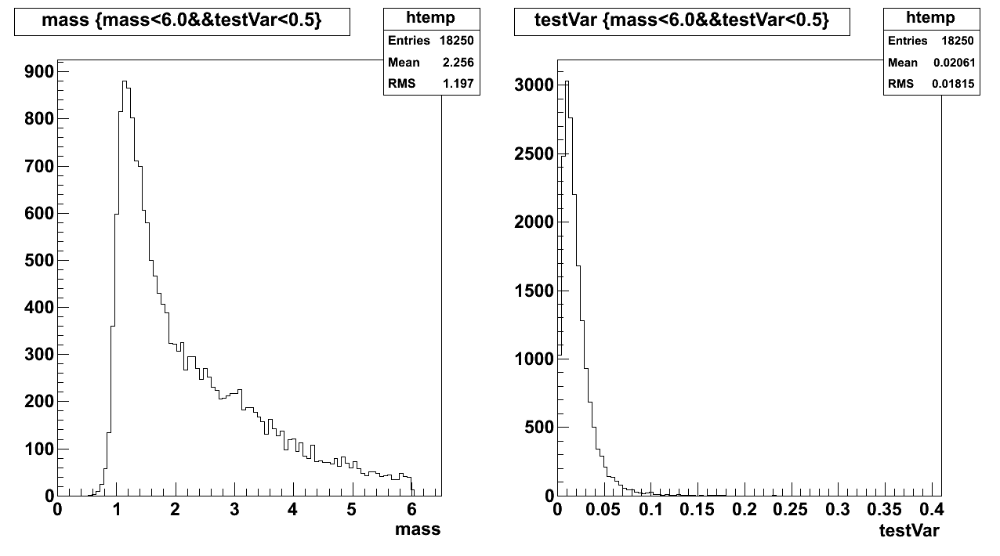 mass {mass<6.0&&testVar<0.5}
htemp
Entries 18250
Mean 2.256
RMS 1.197
900
800
700
600
500
400
300
200
100
0
0 1 2 3 4 5 6
mass
testVar {mass<6.0&&testVar<0.5}
htemp
Entries 18250
Mean 0.02061
RMS 0.01815
3000
2500
2000
1500
1000
500
0
0 0.05 0.1 0.15 0.2 0.25 0.3 0.35 0.4
testVar